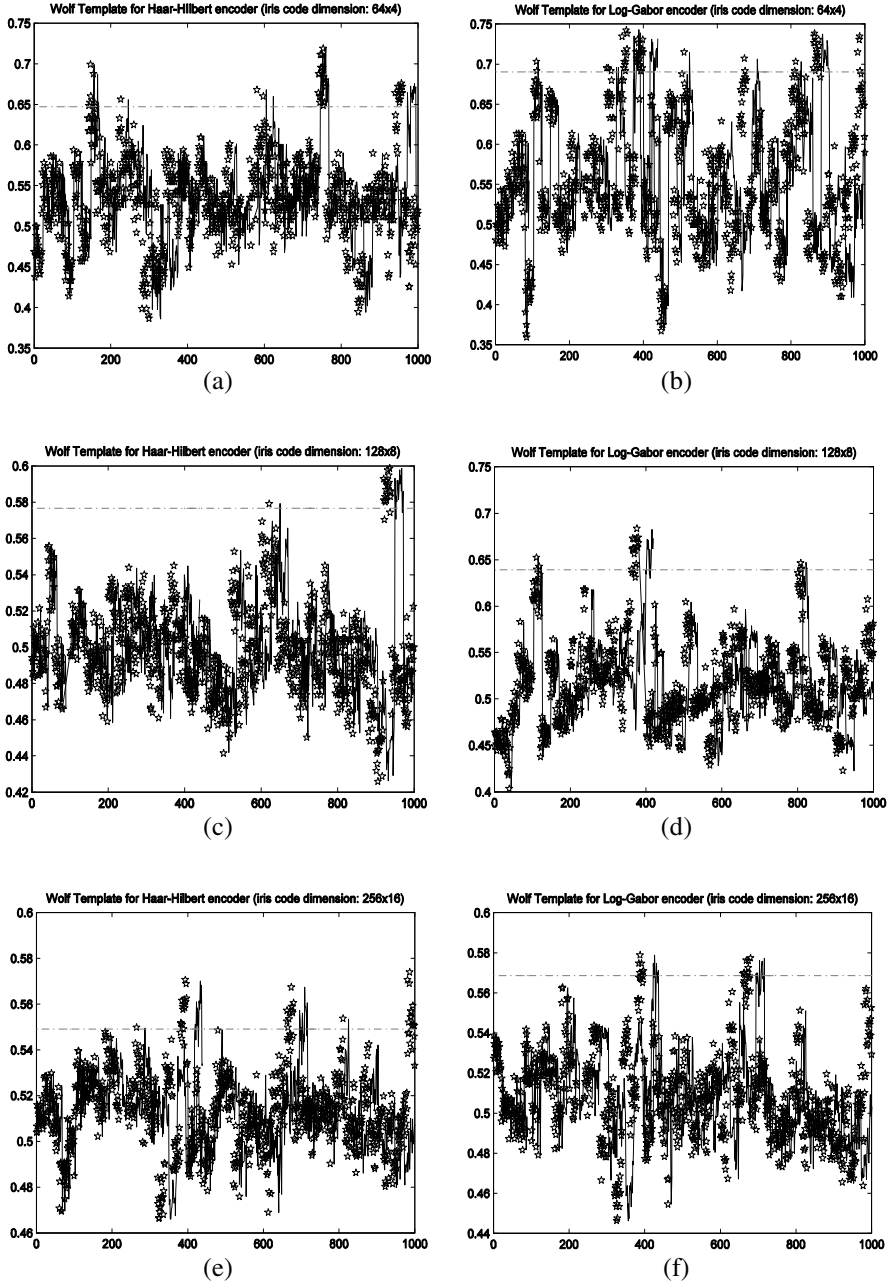 Wolf Template for Haar-Hilbert encoder (iris code dimension: 64x4)
0.75
0.7
0.65
0.6
0.55
0.5
0.45
0.4
0.35
0 200 400 600 800 1000
(a)
Wolf Template for Log-Gabor encoder (iris code dimension: 64x4)
0.75
0.7
0.65
0.6
0.55
0.5
0.45
0.4
0.35
0 200 400 600 800 1000
(b)
Wolf Template for Haar-Hilbert encoder (iris code dimension: 128x8)
0.6
0.58
0.56
0.54
0.52
0.5
0.48
0.46
0.44
0.42
0 200 400 600 800 1000
(c)
Wolf Template for Log-Gabor encoder (iris code dimension: 128x8)
0.75
0.7
0.65
0.6
0.55
0.5
0.45
0.4
0 200 400 600 800 1000
(d)
Wolf Template for Haar-Hilbert encoder (iris code dimension: 256x16)
0.6
0.58
0.56
0.54
0.52
0.5
0.48
0.46
0 200 400 600 800 1000
(e)
Wolf Template for Log-Gabor encoder (iris code dimension: 256x16)
0.6
0.58
0.56
0.54
0.52
0.5
0.48
0.46
0.44
0 200 400 600 800 1000
(f)